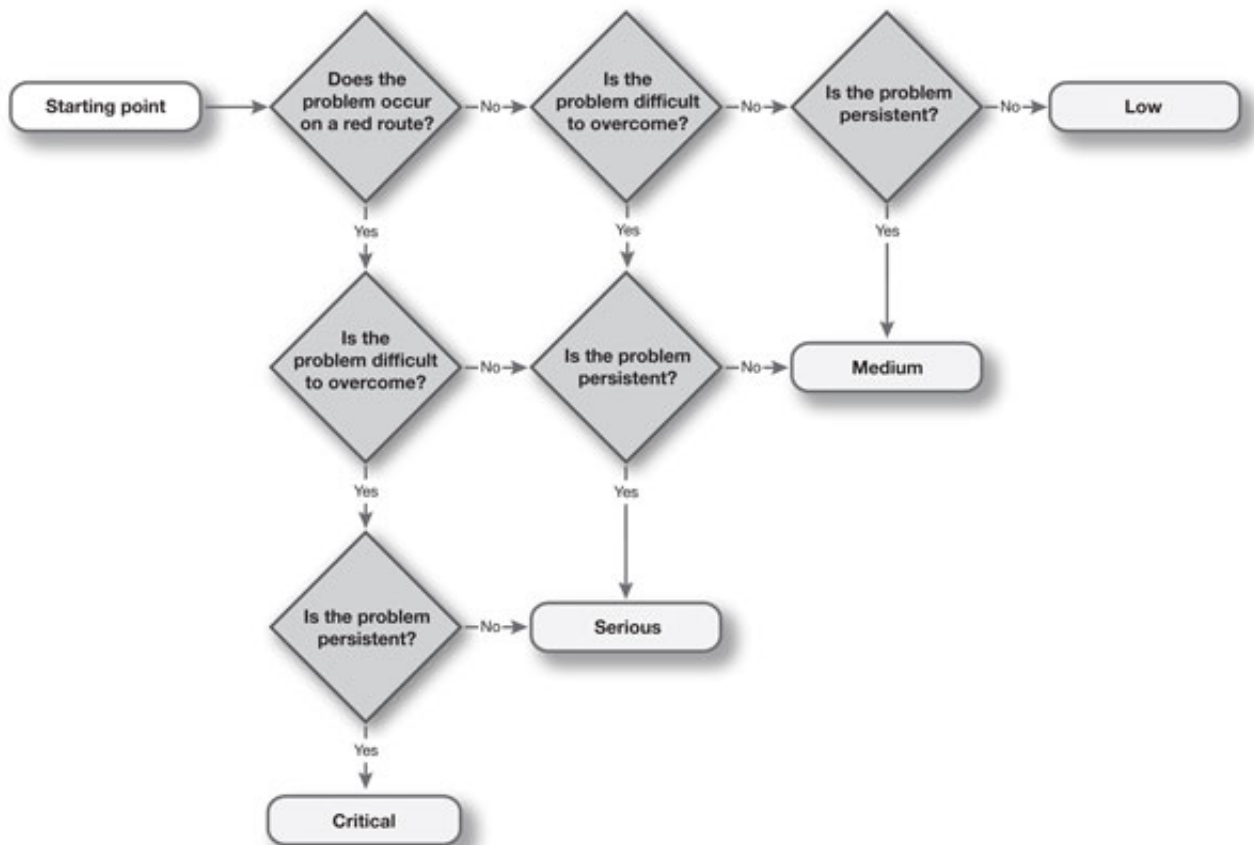 Starting point
Does the
problem occur
on a red route?
No
Is the
problem difficult
to overcome?
No
Is the problem
persistent?
No
Low
Yes
Yes
Yes
Is the
problem difficult
to overcome?
No
Is the problem
persistent?
No
Medium
Yes
Yes
Is the problem
persistent?
No
Serious
Yes
Critical